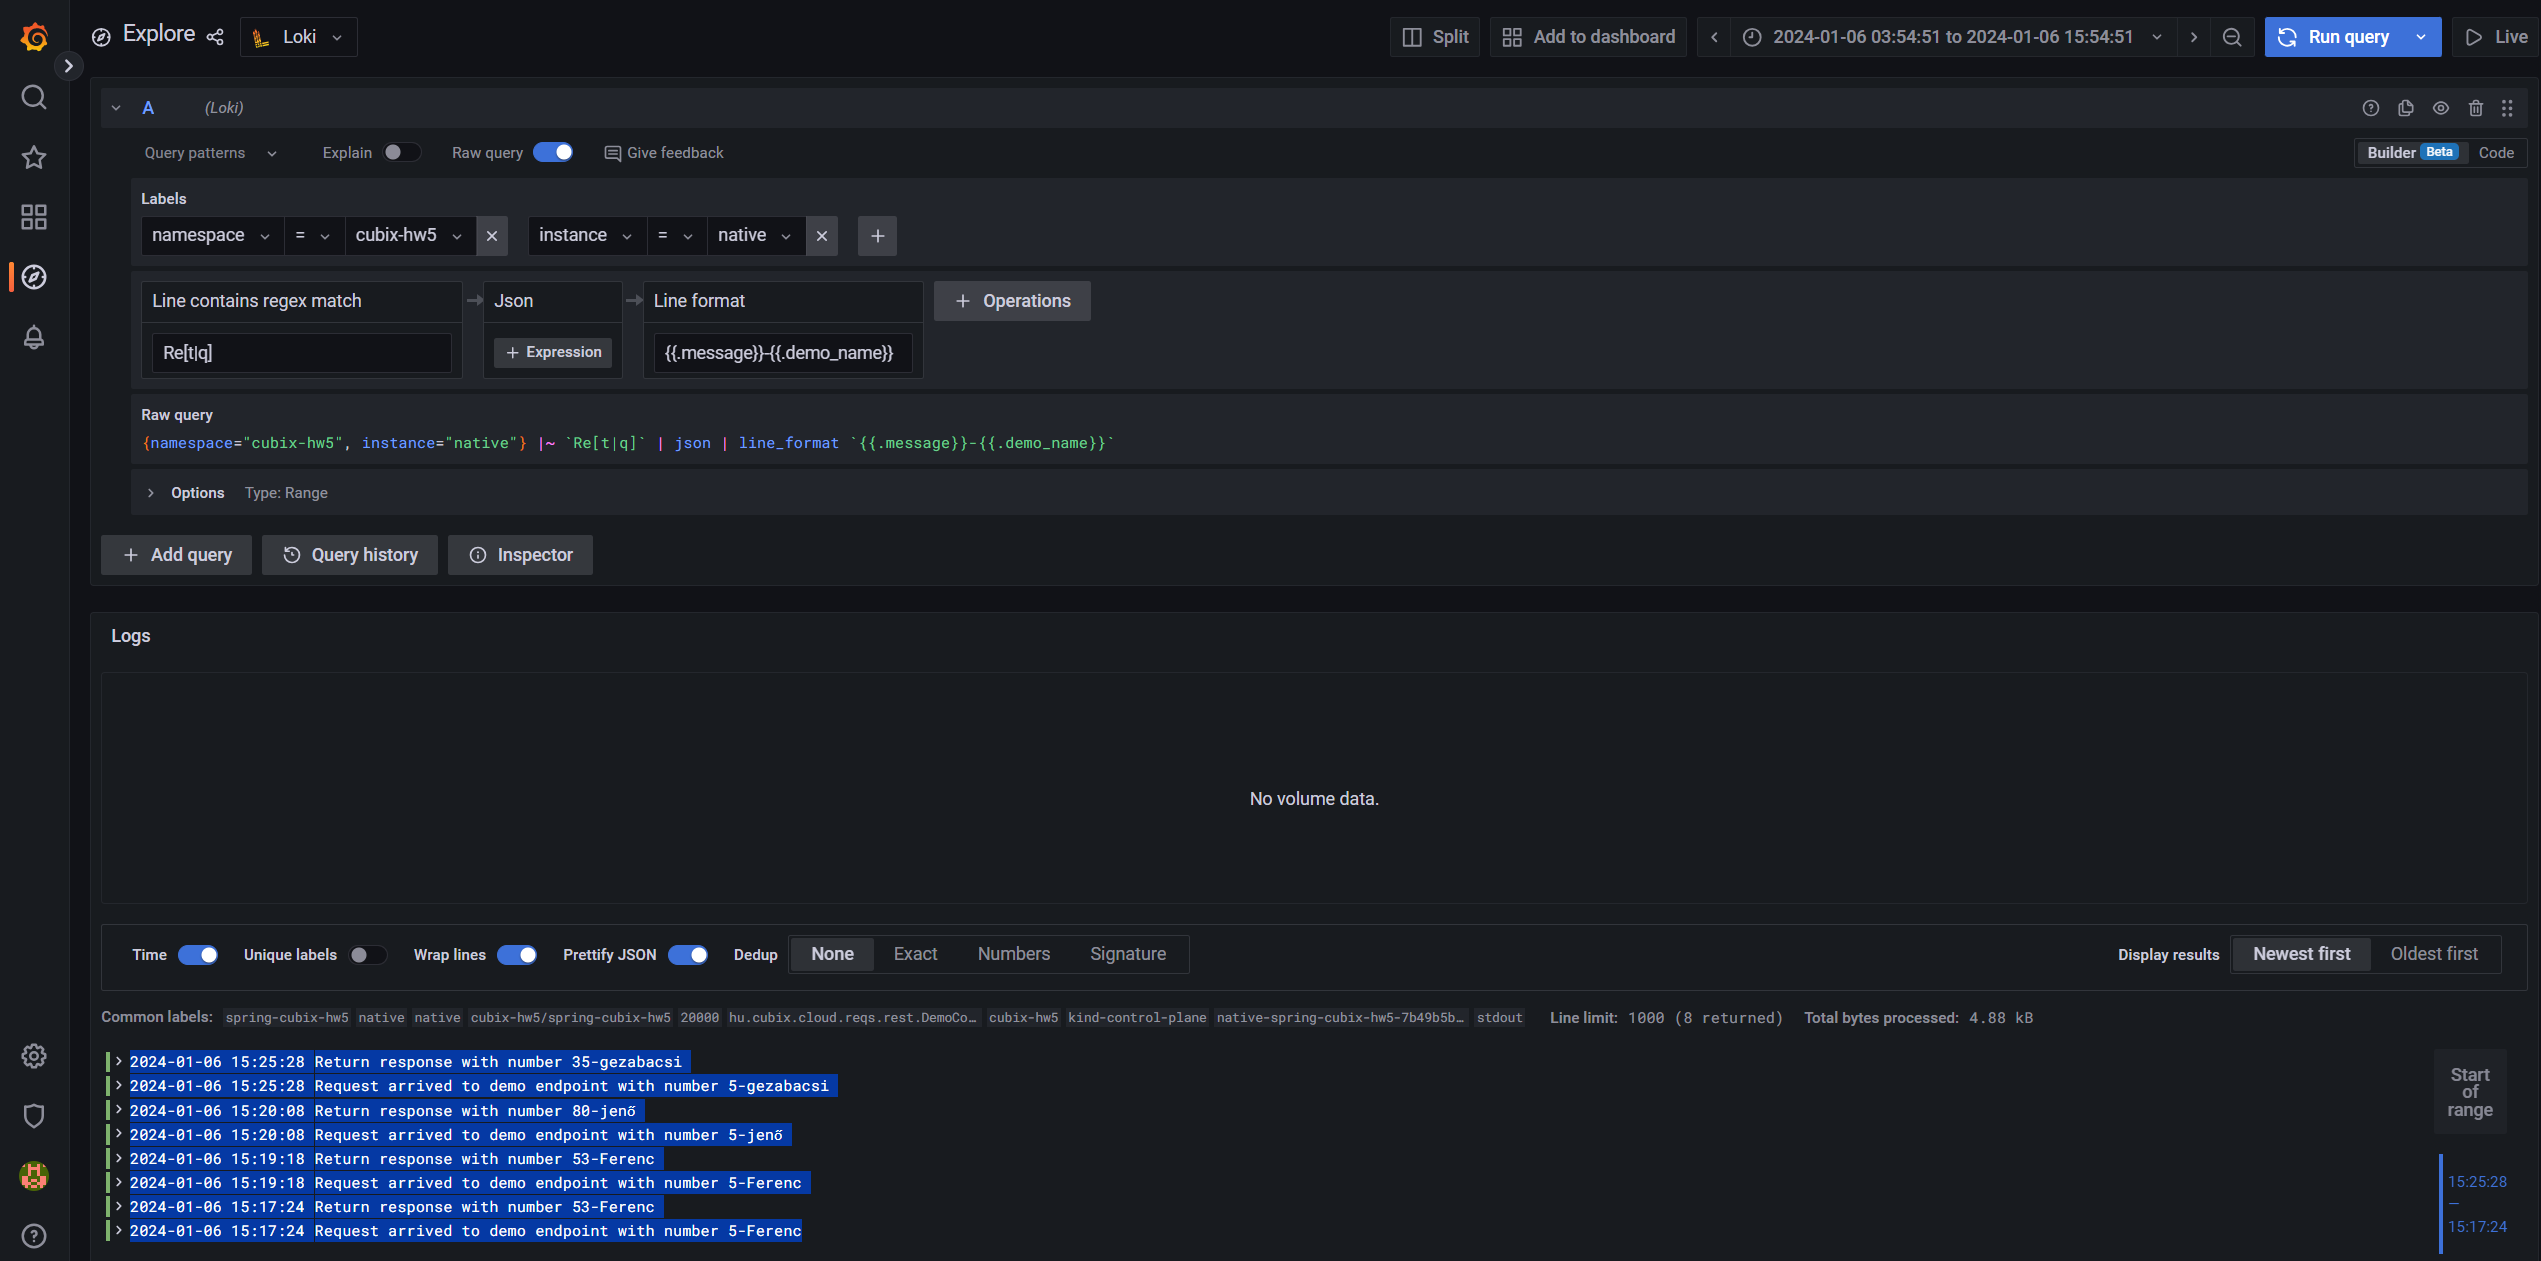 Explore
Loki
Split
Add to dashboard
2024-01-06 03:54:51 to 2024-01-06 15:54:51
Run query
Live
A (Loki)
Query patterns
Explain
Raw query
Give feedback
Builder Beta
Code
Labels
namespace = cubix-hw5
instance = native
Line contains regex match
Json
Line format
Operations
Re[t|q]
Expression
{{.message}}-{{.demo_name}}
Raw query
{namespace="cubix-hw5", instance="native"} |~ `Re[t|q]` | json | line_format `{{.message}}-{{.demo_name}}`
Options Type: Range
Add query
Query history
Inspector
Logs
No volume data.
Time
Unique labels
Wrap lines
Prettify JSON
Dedup
None
Exact
Numbers
Signature
Display results
Newest first
Oldest first
Common labels: spring-cubix-hw5 native native cubix-hw5/spring-cubix-hw5 20000 hu.cubix.cloud.reqs.rest.DemoCo… cubix-hw5 kind-control-plane native-spring-cubix-hw5-7b49b5b… stdout Line limit: 1000 (8 returned) Total bytes processed: 4.88 kB
2024-01-06 15:25:28 Return response with number 35-gezabacsi
2024-01-06 15:25:28 Request arrived to demo endpoint with number 5-gezabacsi
2024-01-06 15:20:08 Return response with number 80-jenő
2024-01-06 15:20:08 Request arrived to demo endpoint with number 5-jenő
2024-01-06 15:19:18 Return response with number 53-Ferenc
2024-01-06 15:19:18 Request arrived to demo endpoint with number 5-Ferenc
2024-01-06 15:17:24 Return response with number 53-Ferenc
2024-01-06 15:17:24 Request arrived to demo endpoint with number 5-Ferenc
Start
of
range
15:25:28
—
15:17:24